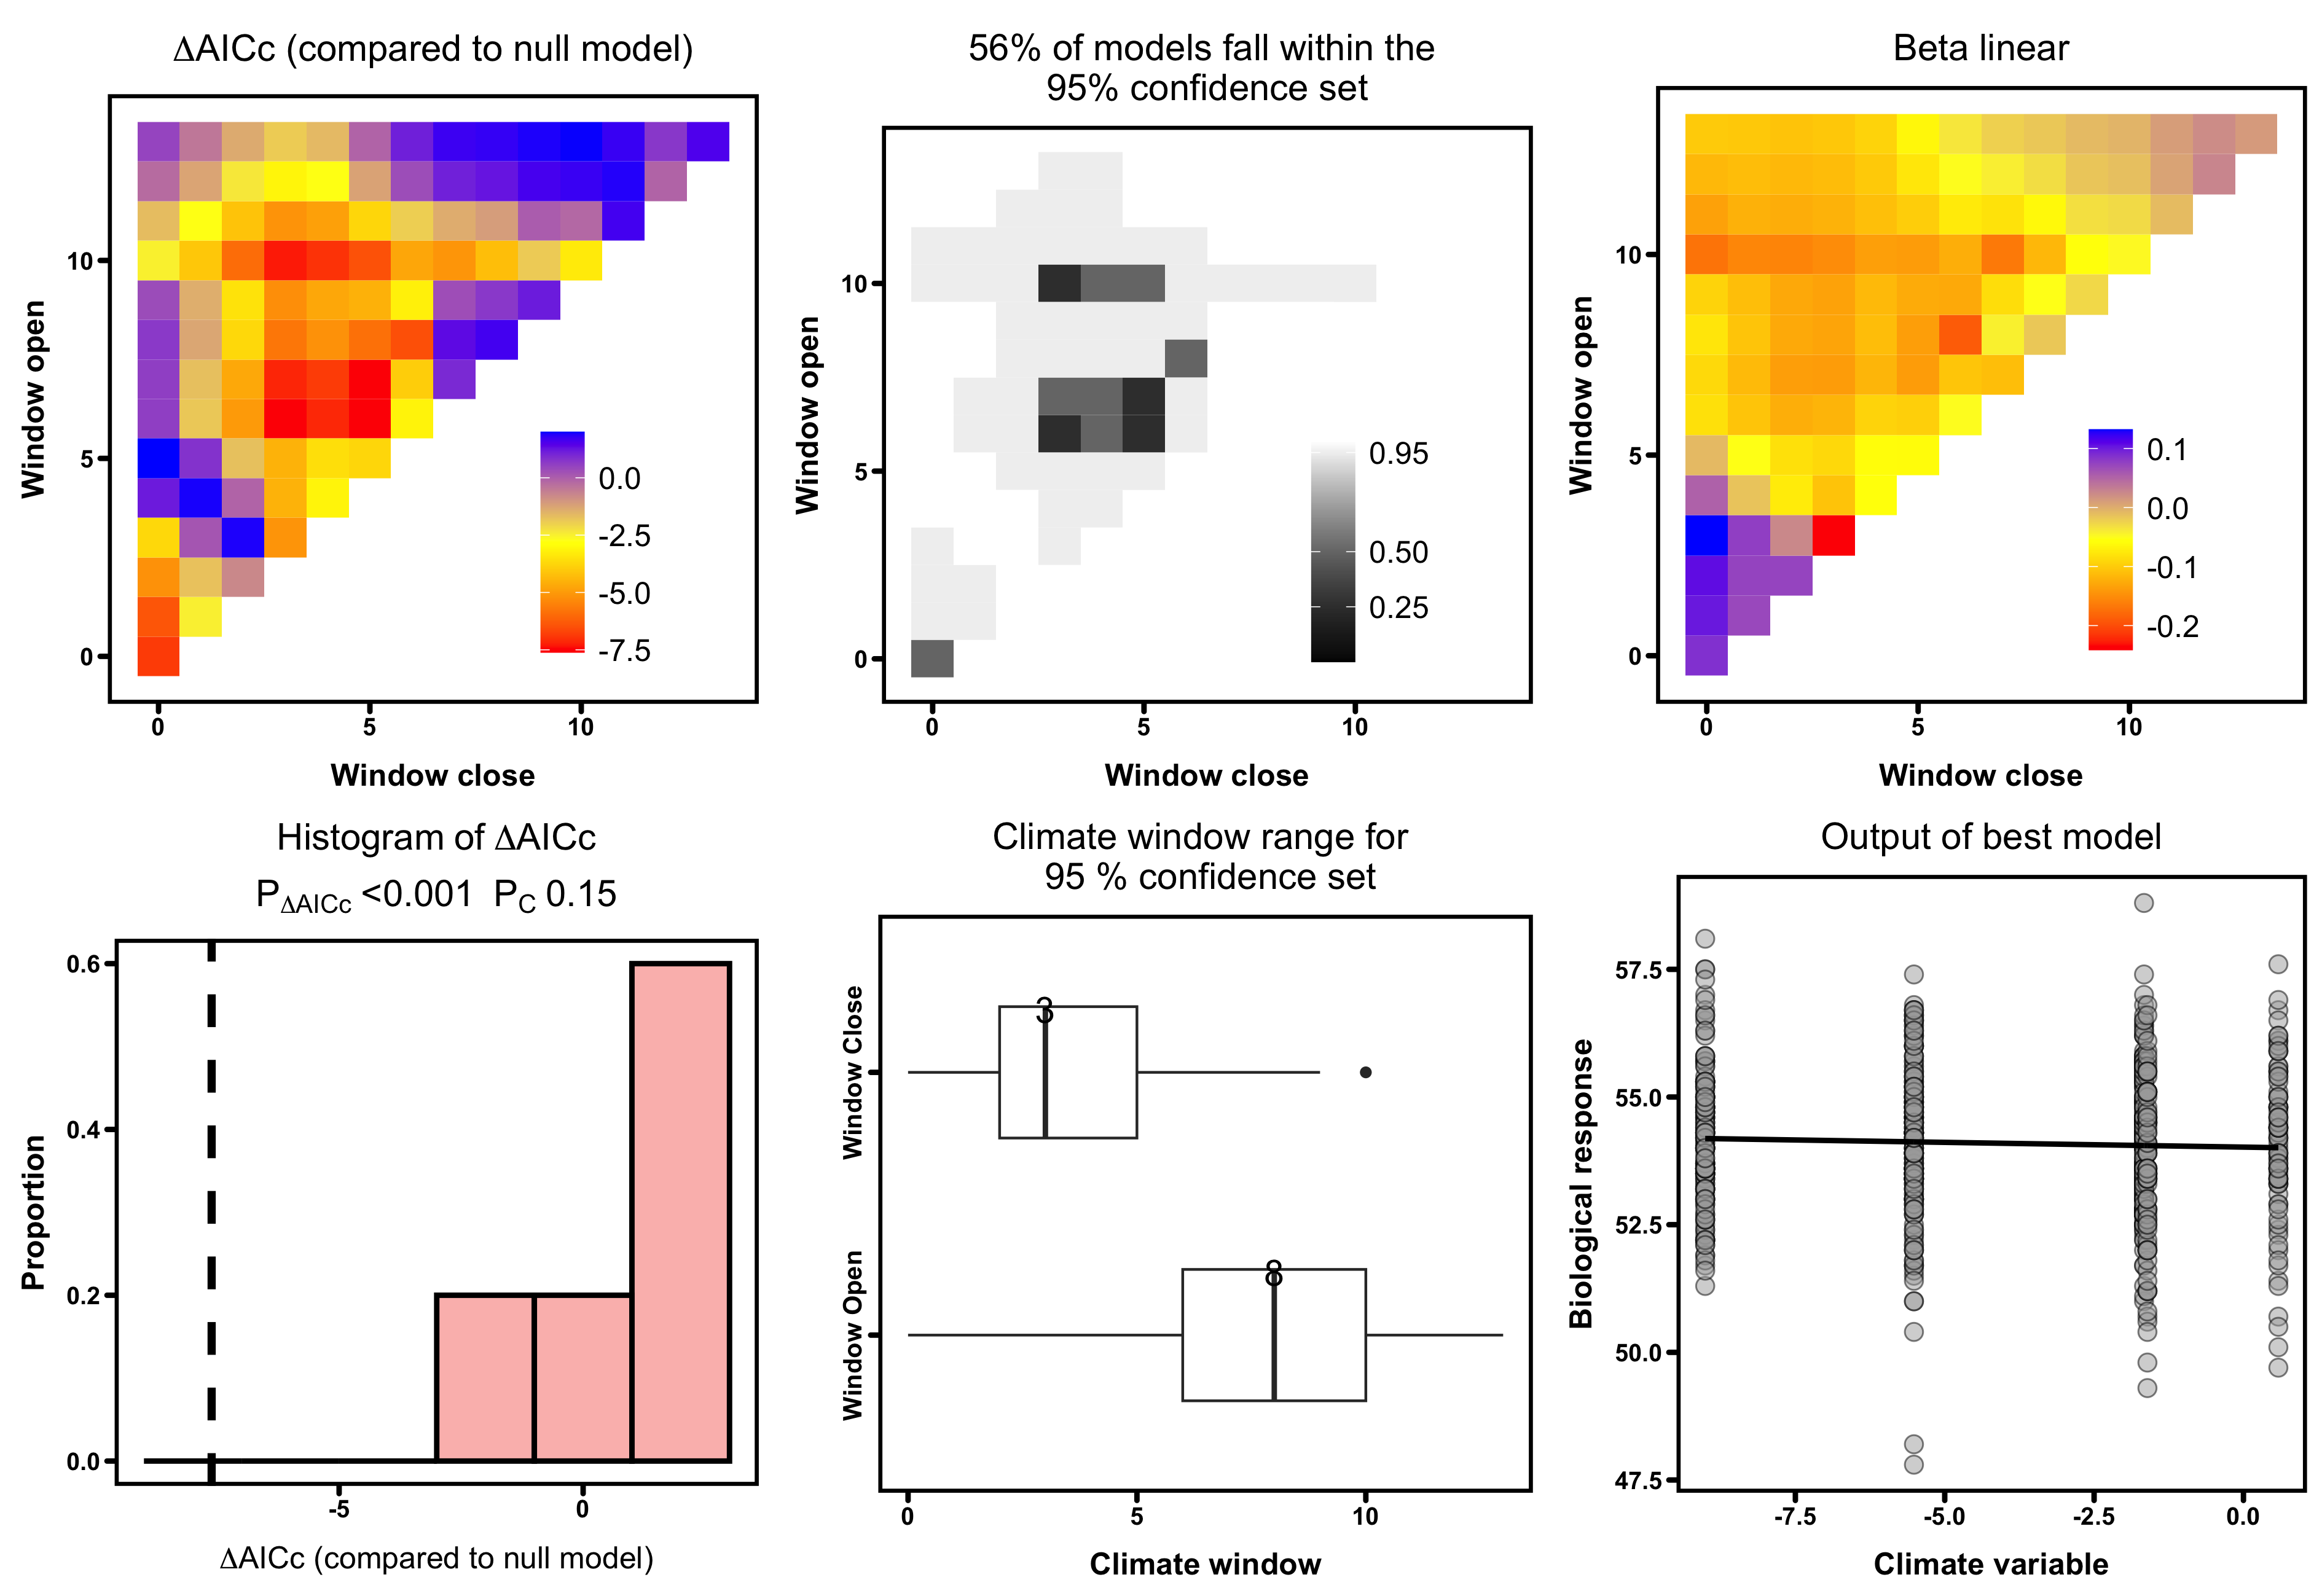 ΔAICc (compared to null model)
Window open
10
5
0
0.0
-2.5
-5.0
-7.5
0
5
10
Window close
56% of models fall within the
95% confidence set
Window open
10
5
0
0.95
0.50
0.25
0
5
10
Window close
Beta linear
Window open
10
5
0
0.1
0.0
-0.1
-0.2
0
5
10
Window close
Histogram of ΔAICc
PΔAICc <0.001 PC 0.15
Proportion
0.6
0.4
0.2
0.0
-5
0
ΔAICc (compared to null model)
Climate window range for
95 % confidence set
Window Close
3
Window Open
8
0
5
10
Climate window
Output of best model
Biological response
57.5
55.0
52.5
50.0
47.5
-7.5
-5.0
-2.5
0.0
Climate variable